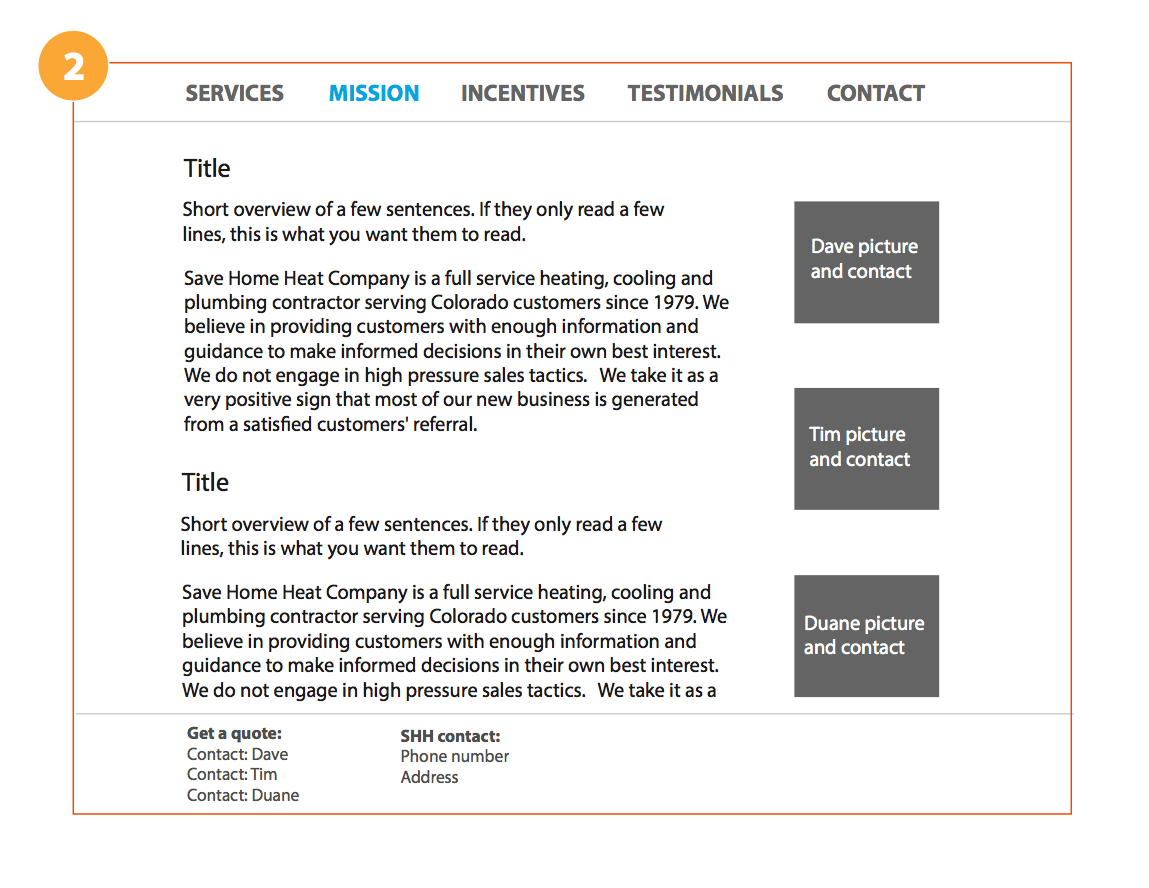 2
SERVICES MISSION INCENTIVES TESTIMONIALS CONTACT
Title
Short overview of a few sentences. If they only read a few
lines, this is what you want them to read.
Save Home Heat Company is a full service heating, cooling and
plumbing contractor serving Colorado customers since 1979. We
believe in providing customers with enough information and
guidance to make informed decisions in their own best interest.
We do not engage in high pressure sales tactics.   We take it as a
very positive sign that most of our new business is generated
from a satisfied customers' referral.
Title
Short overview of a few sentences. If they only read a few
lines, this is what you want them to read.
Save Home Heat Company is a full service heating, cooling and
plumbing contractor serving Colorado customers since 1979. We
believe in providing customers with enough information and
guidance to make informed decisions in their own best interest.
We do not engage in high pressure sales tactics.   We take it as a
Dave picture
and contact
Tim picture
and contact
Duane picture
and contact
Get a quote:
Contact: Dave
Contact: Tim
Contact: Duane
SHH contact:
Phone number
Address